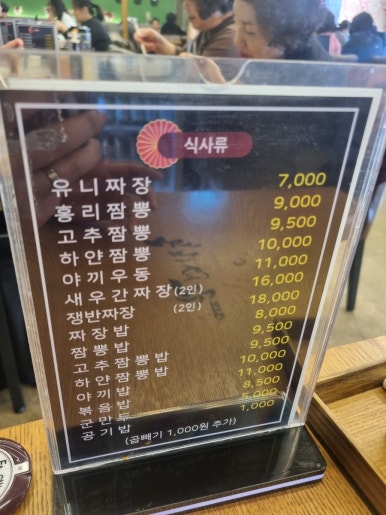 식사류
유니짜장 7,000
홍리짬뽕 9,000
고추짬뽕 9,500
하얀짬뽕 10,000
야끼우동 11,000
새우간짜장(2인) 16,000
쟁반짜장 (2인) 18,000
짜장밥 8,000
짬뽕밥 9,500
고추짬뽕밥 9,500
하얀짬뽕밥 10,000
야끼밥 11,000
볶음밥 8,500
군만두
공기밥 1,000
(곱빼기 1,000원 추가)